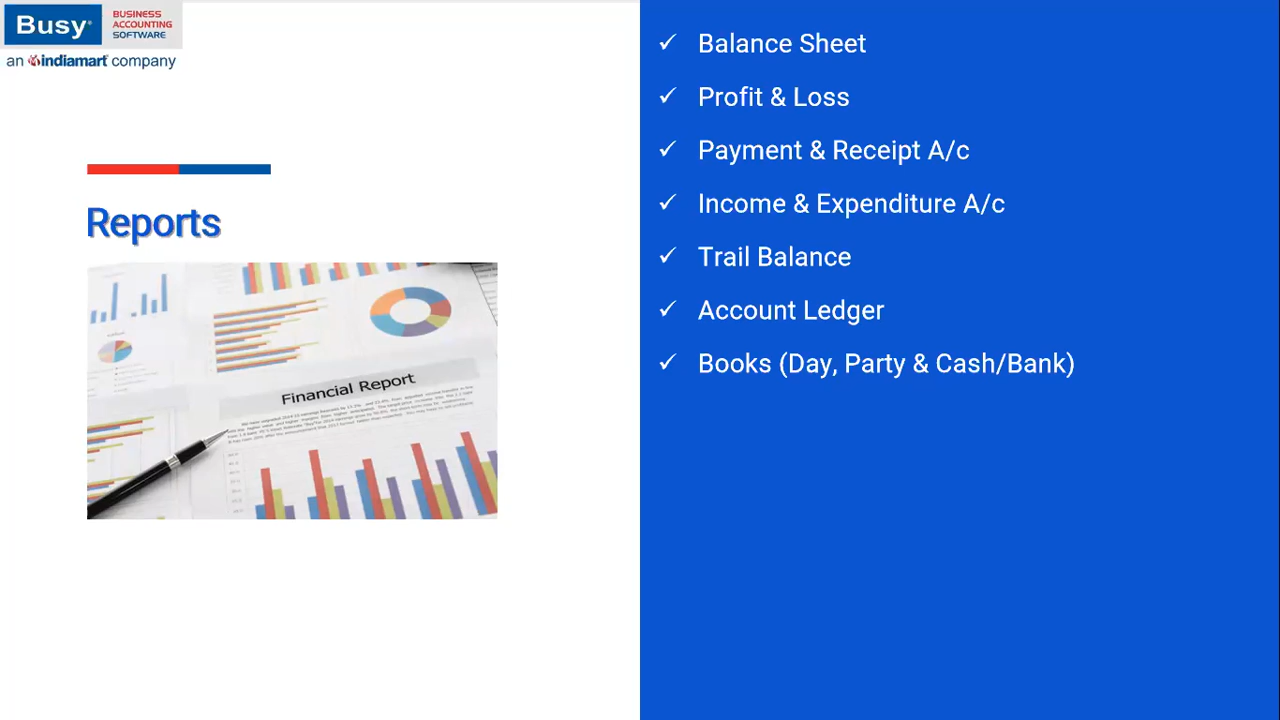 Busy
BUSINESS
ACCOUNTING
SOFTWARE
an indiamart company
Reports
Financial Report
Balance Sheet
Profit & Loss
Payment & Receipt A/c
Income & Expenditure A/c
Trail Balance
Account Ledger
Books (Day, Party & Cash/Bank)